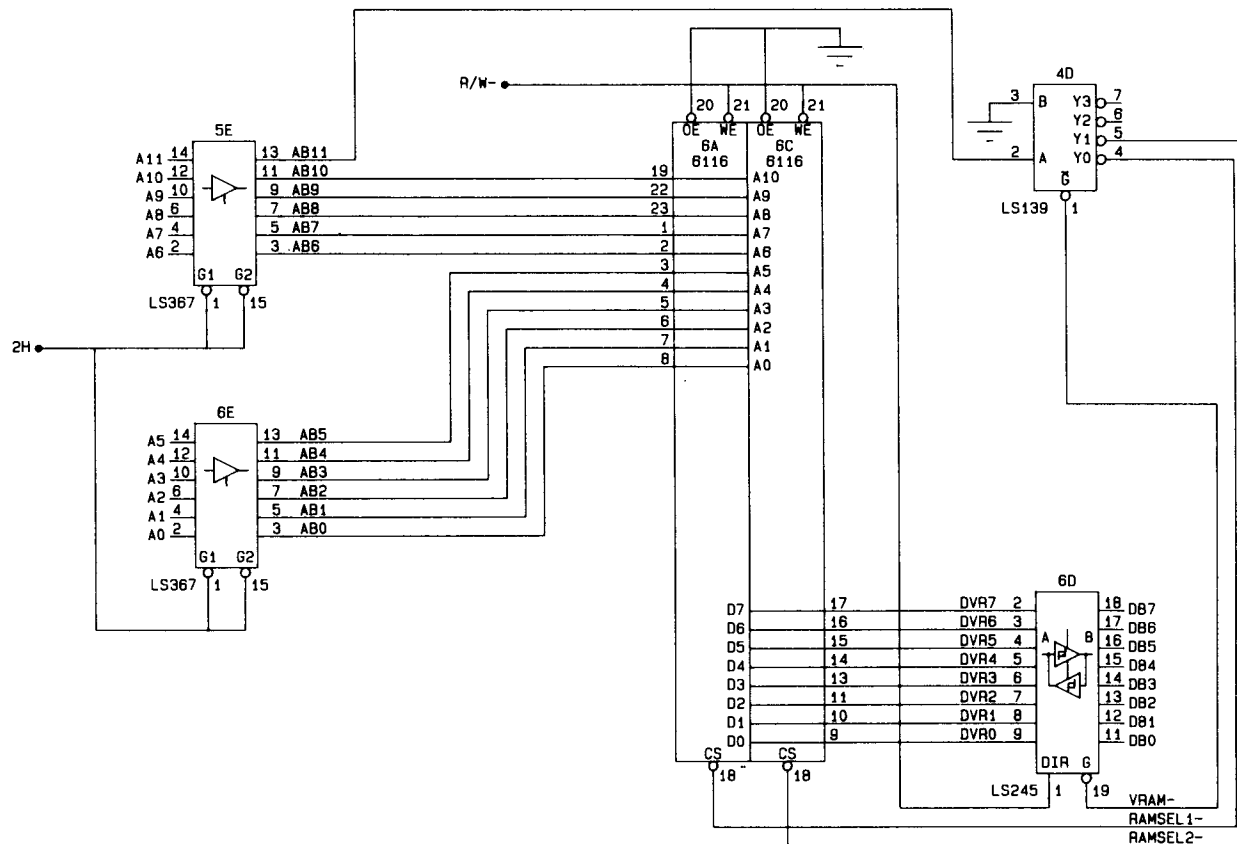 R/W-
20 21 20 21
OE WE OE WE
6A 6C
6116 6116
4D
3 B Y3 7
Y2 6
Y1 5
2 A Y0 4
G
LS139 1
5E
A11 14 13 AB11
A10 12 11 AB10
A9 10 9 AB9
A8 6 7 AB8
A7 4 5 AB7
A6 2 3 AB6
G1 G2
LS367 1 15
19 A10
22 A9
23 A8
1 A7
2 A6
3 A5
4 A4
5 A3
6 A2
7 A1
8 A0
2H
6E
A5 14 13 AB5
A4 12 11 AB4
A3 10 9 AB3
A2 6 7 AB2
A1 4 5 AB1
A0 2 3 AB0
G1 G2
LS367 1 15
6D
D7 17 DVR7 2 18 DB7
D6 16 DVR6 3 17 DB6
D5 15 DVR5 4 A B 16 DB5
D4 14 DVR4 5 15 DB4
D3 13 DVR3 6 14 DB3
D2 11 DVR2 7 13 DB2
D1 10 DVR1 8 12 DB1
D0 9 DVR0 9 11 DB0
CS CS
18 18
DIR G
LS245 1 19
VRAM-
RAMSEL1-
RAMSEL2-